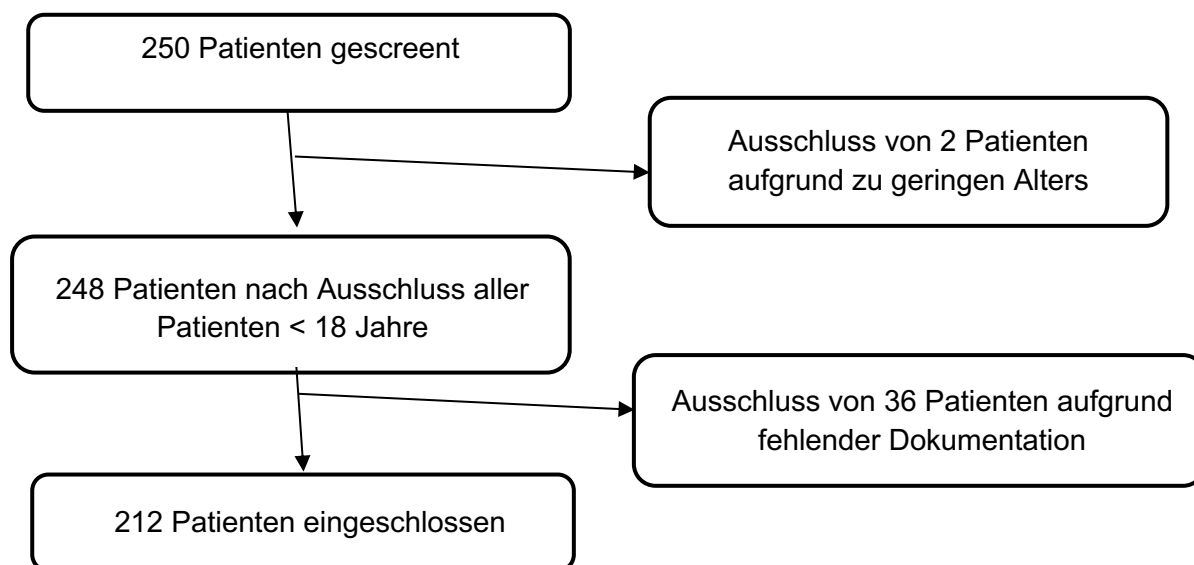 250 Patienten gescreent
Ausschluss von 2 Patienten
aufgrund zu geringen Alters
248 Patienten nach Ausschluss aller
Patienten < 18 Jahre
Ausschluss von 36 Patienten aufgrund
fehlender Dokumentation
212 Patienten eingeschlossen